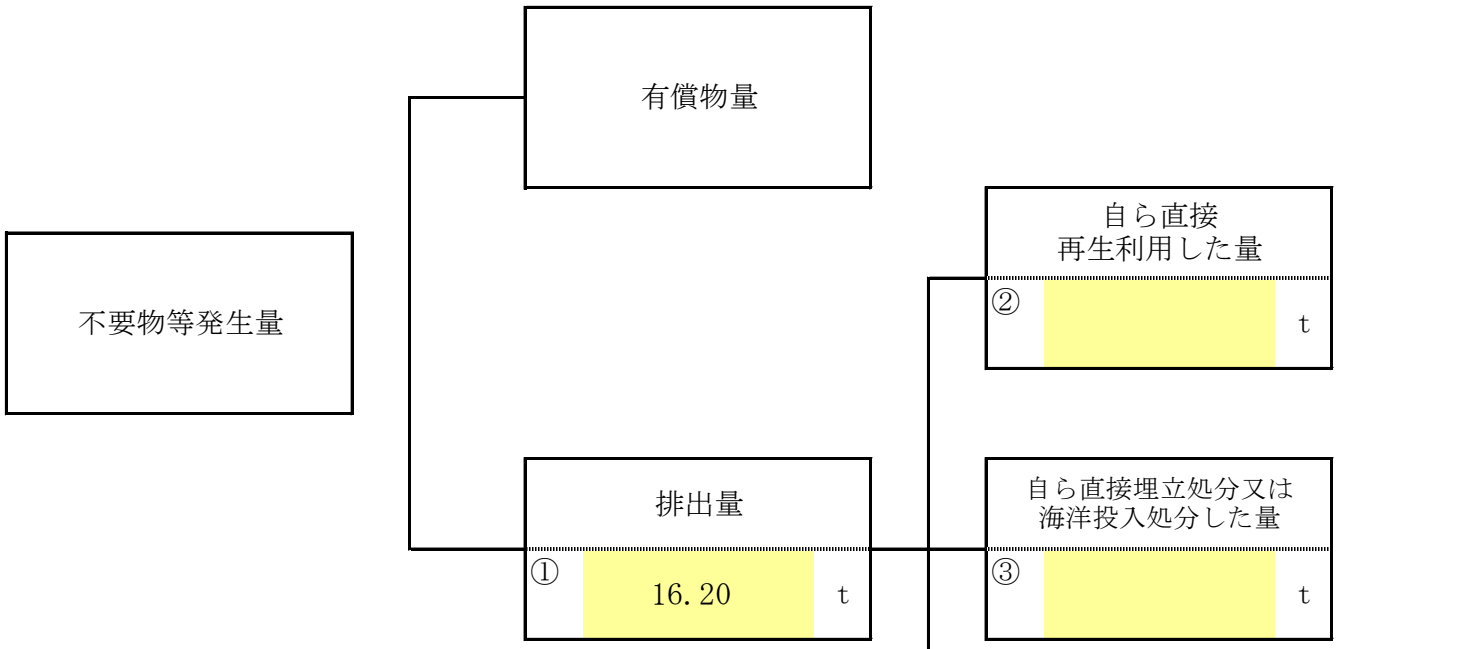 有償物量
自ら直接
再生利用した量
②
t
不要物等発生量
排出量
①
16.20
t
自ら直接埋立処分又は
海洋投入処分した量
③
t